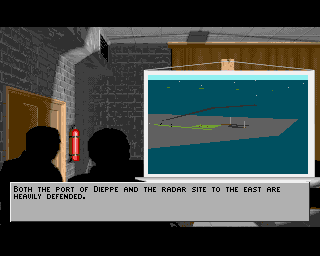 Both the port of Dieppe and the radar site to the east are
heavily defended.